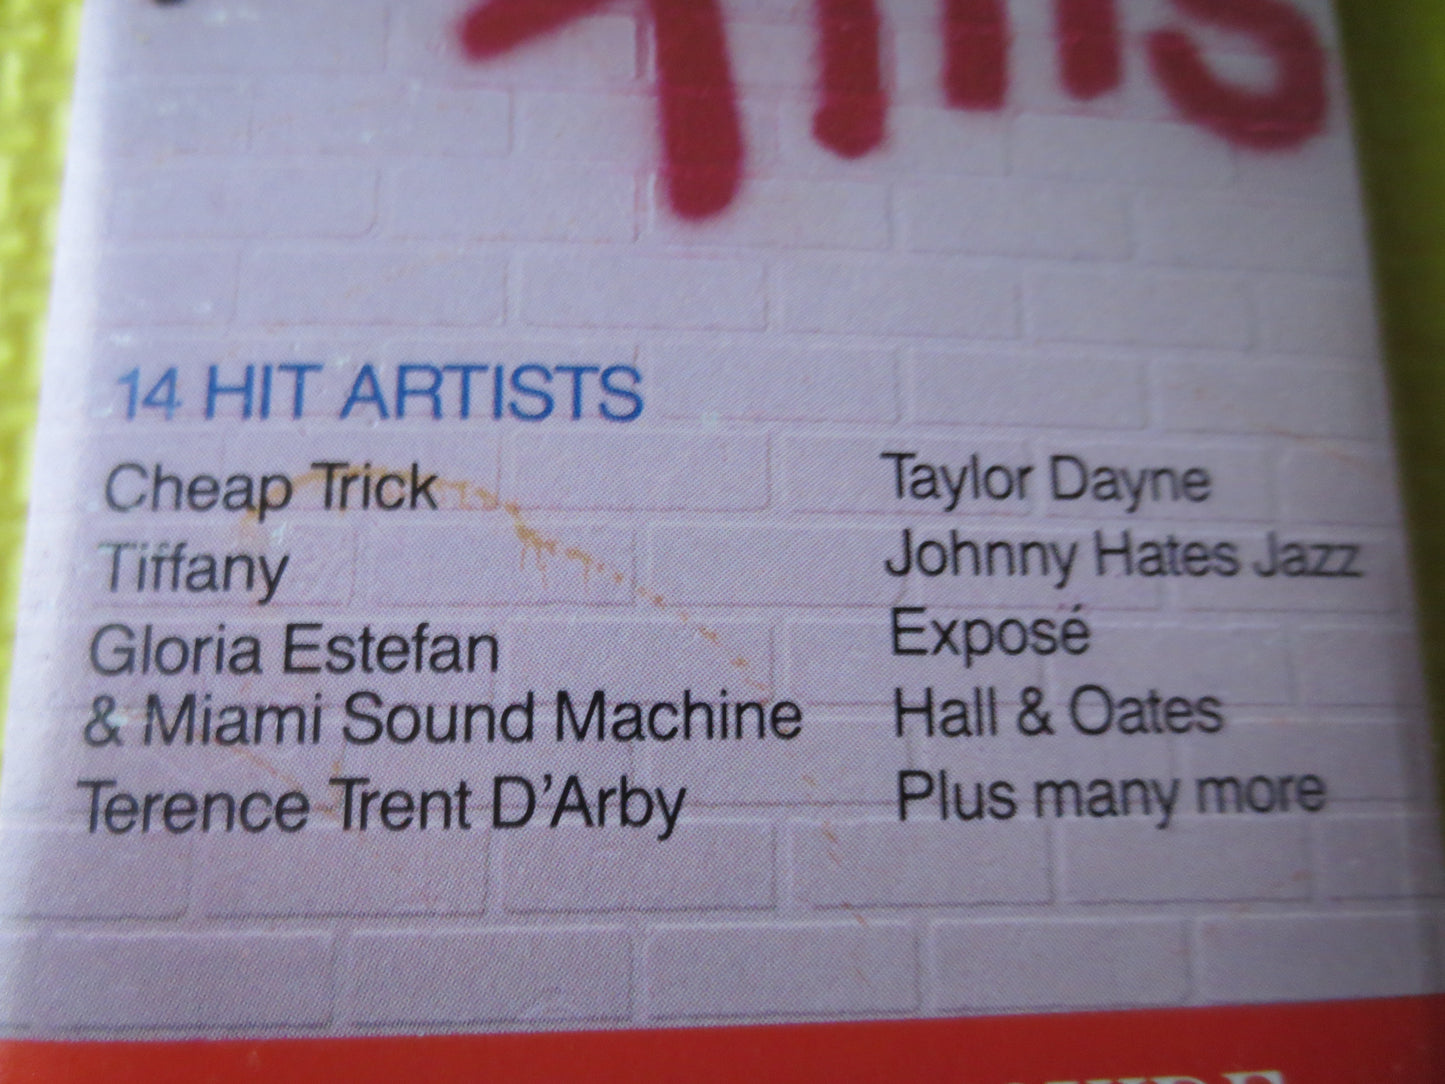 14 HIT ARTISTS
Cheap Trick
Tiffany
Gloria Estefan
& Miami Sound Machine
Terence Trent D'Arby
Taylor Dayne
Johnny Hates Jazz
Exposé
Hall & Oates
Plus many more